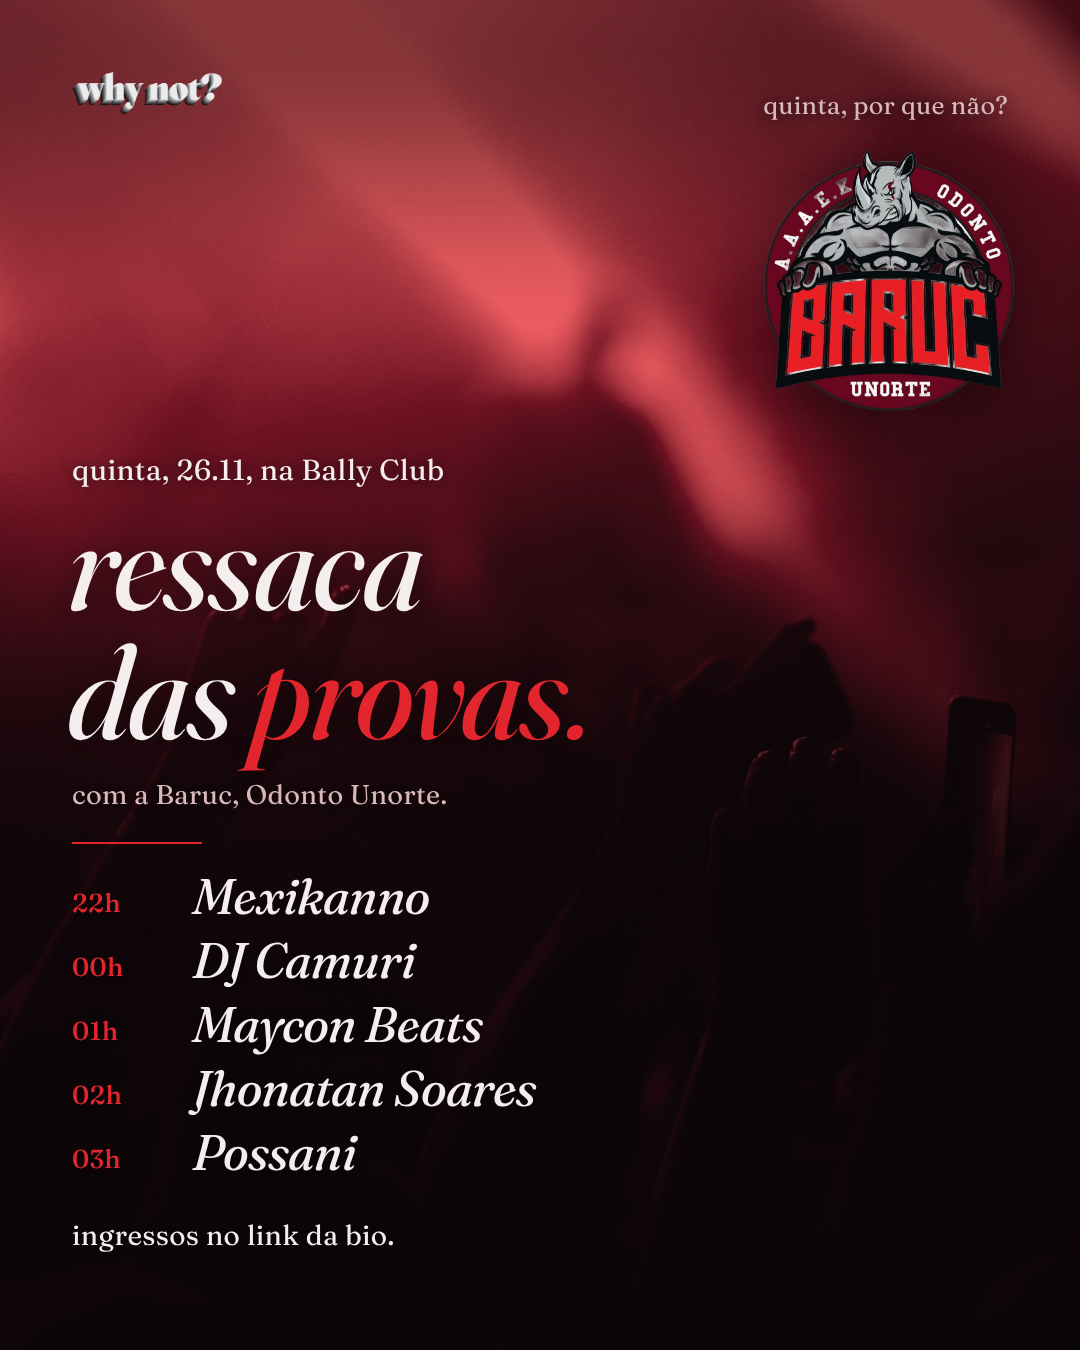 why not?
quinta, por que não?
A.A.A.E.K
ODONTO
BARUC
UNORTE
quinta, 26.11, na Bally Club
ressaca
das provas.
com a Baruc, Odonto Unorte.
22h Mexikanno
00h DJ Camuri
01h Maycon Beats
02h Jhonatan Soares
03h Possani
ingressos no link da bio.